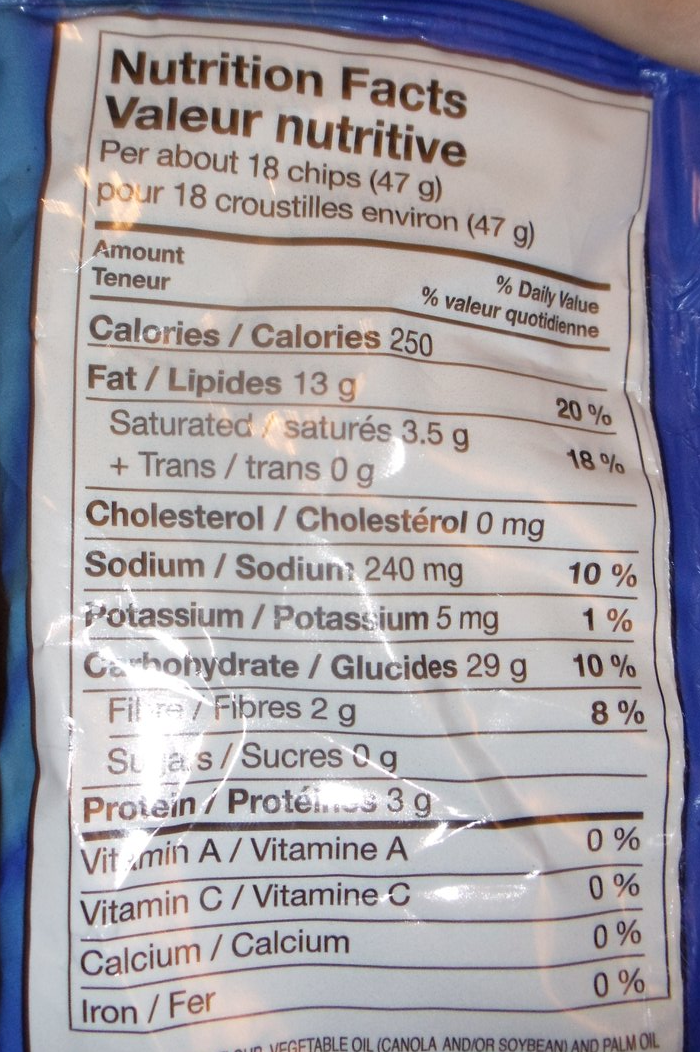 Nutrition Facts
Valeur nutritive
Per about 18 chips (47 g)
pour 18 croustilles environ (47 g)
Amount
Teneur
% Daily Value
% valeur quotidienne
Calories / Calories 250
Fat / Lipides 13 g 20 %
Saturated / saturés 3.5 g
+ Trans / trans 0 g 18 %
Cholesterol / Cholestérol 0 mg
Sodium / Sodium 240 mg 10 %
Potassium / Potassium 5 mg 1 %
Carbohydrate / Glucides 29 g 10 %
Fibre / Fibres 2 g 8 %
Sugars / Sucres 0 g
Protein / Protéines 3 g
Vitamin A / Vitamine A 0 %
Vitamin C / Vitamine C 0 %
Calcium / Calcium 0 %
Iron / Fer 0 %
VEGETABLE OIL (CANOLA AND/OR SOYBEAN) AND PALM OIL